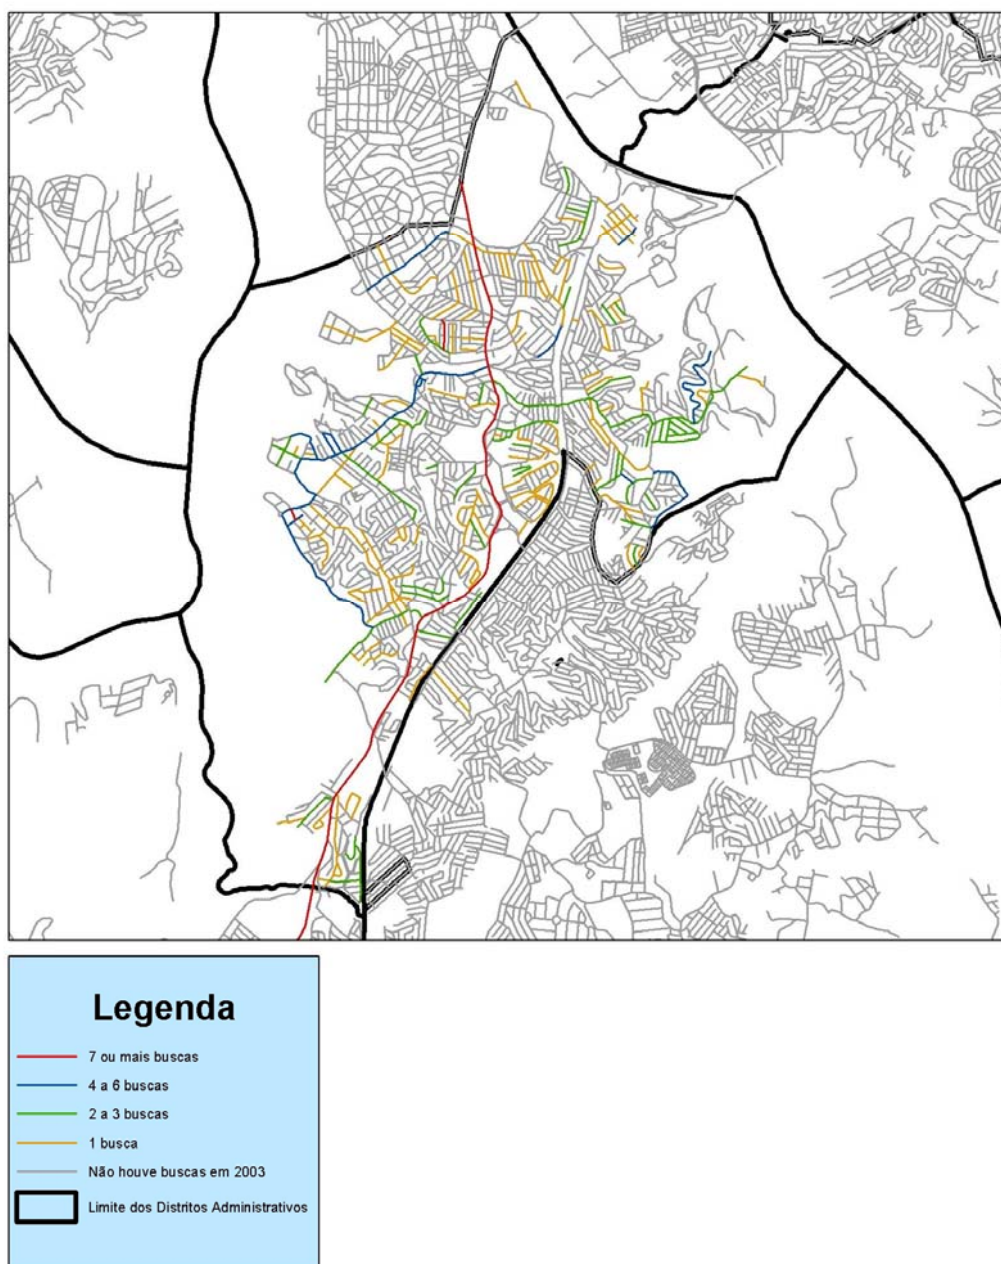 Legenda
7 ou mais buscas
4 a 6 buscas
2 a 3 buscas
1 busca
Não houve buscas em 2003
Limite dos Distritos Administrativos